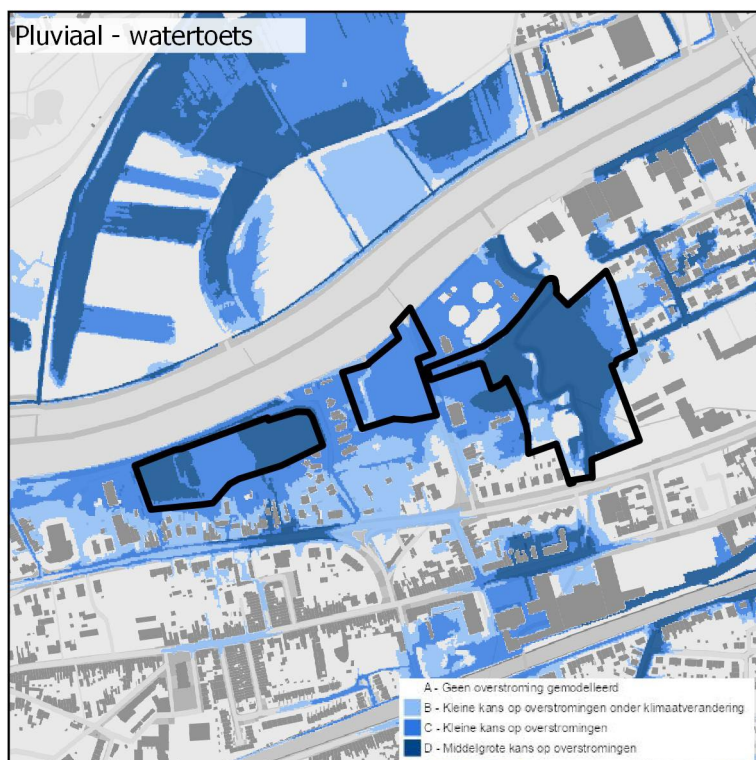 Pluviaal - watertoets
A - Geen overstroming gemodelleerd
B - Kleine kans op overstromingen onder klimaatverandering
C - Kleine kans op overstromingen
D - Middelgrote kans op overstromingen